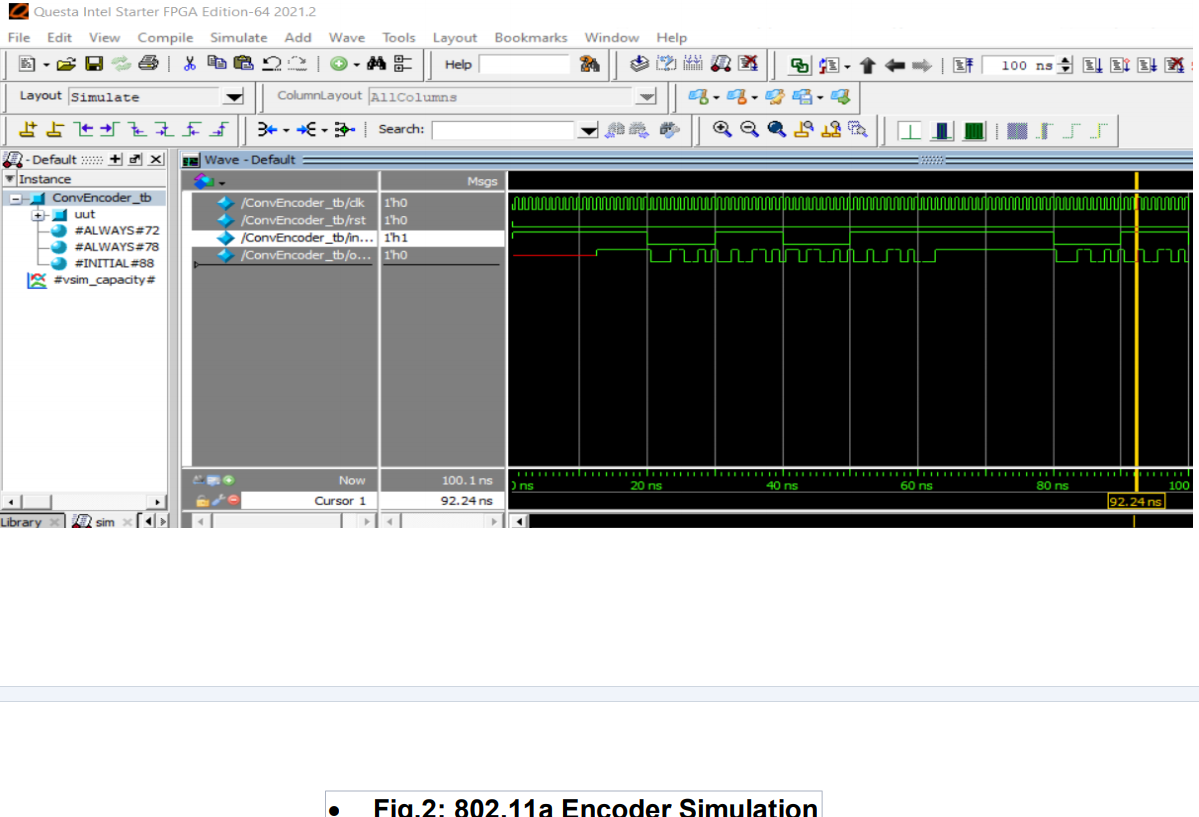 Questa Intel Starter FPGA Edition-64 2021.2
File Edit View Compile Simulate Add Wave Tools Layout Bookmarks Window Help
Help 100 ns
Layout Simulate ColumnLayout AllColumns
Search:
- Default
Wave - Default
Instance
Msgs
ConvEncoder_tb
uut
#ALWAYS#72
#ALWAYS#78
#INITIAL#88
#vsim_capacity#
/ConvEncoder_tb/clk 1'h0
/ConvEncoder_tb/rst 1'h0
/ConvEncoder_tb/in... 1'h1
/ConvEncoder_tb/o... 1'h0
Now 100.1 ns
ns 20 ns 40 ns 60 ns 80 ns 100
Cursor 1 92.24 ns
92.24 ns
Library sim
• Fig.2: 802.11a Encoder Simulation